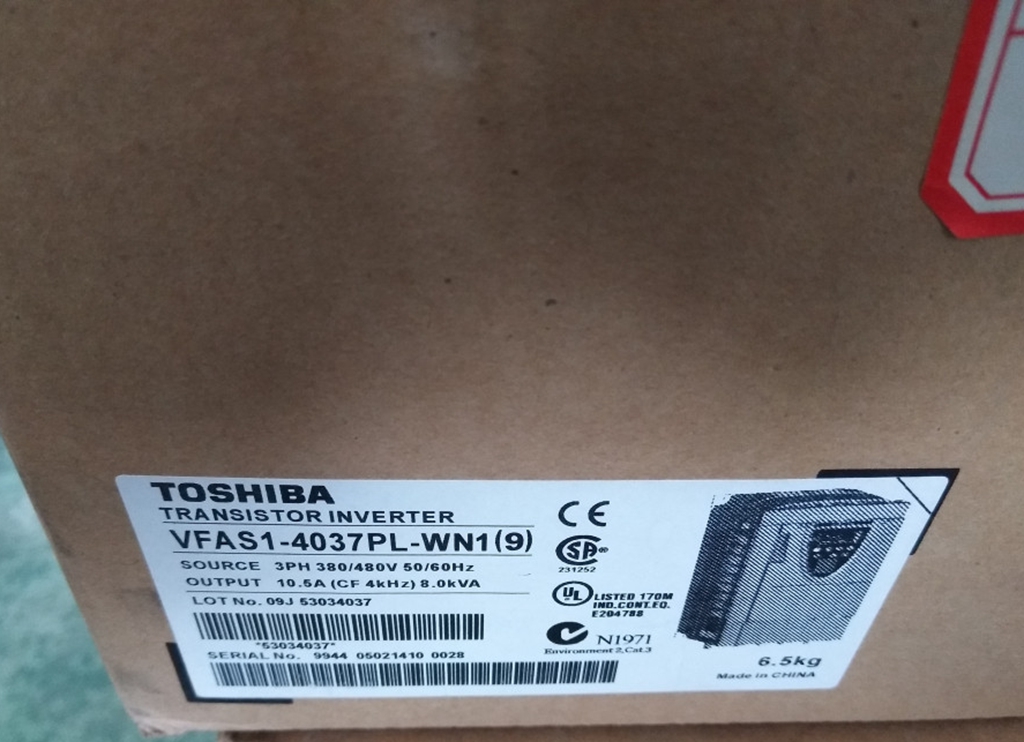 TOSHIBA
TRANSISTOR INVERTER
VFAS1-4037PL-WN1(9)
SOURCE 3PH 380/480V 50/60Hz
OUTPUT 10.5A (CF 4kHz) 8.0kVA
LOT No. 09J 53034037
*53034037*
SERIAL No. 9944 05021410 0028
CE
SA®
231252
UL LISTED 170M
IND.CONT.EQ.
E204788
N1971
Environment 2,Cat.3
6.5kg
Made in CHINA